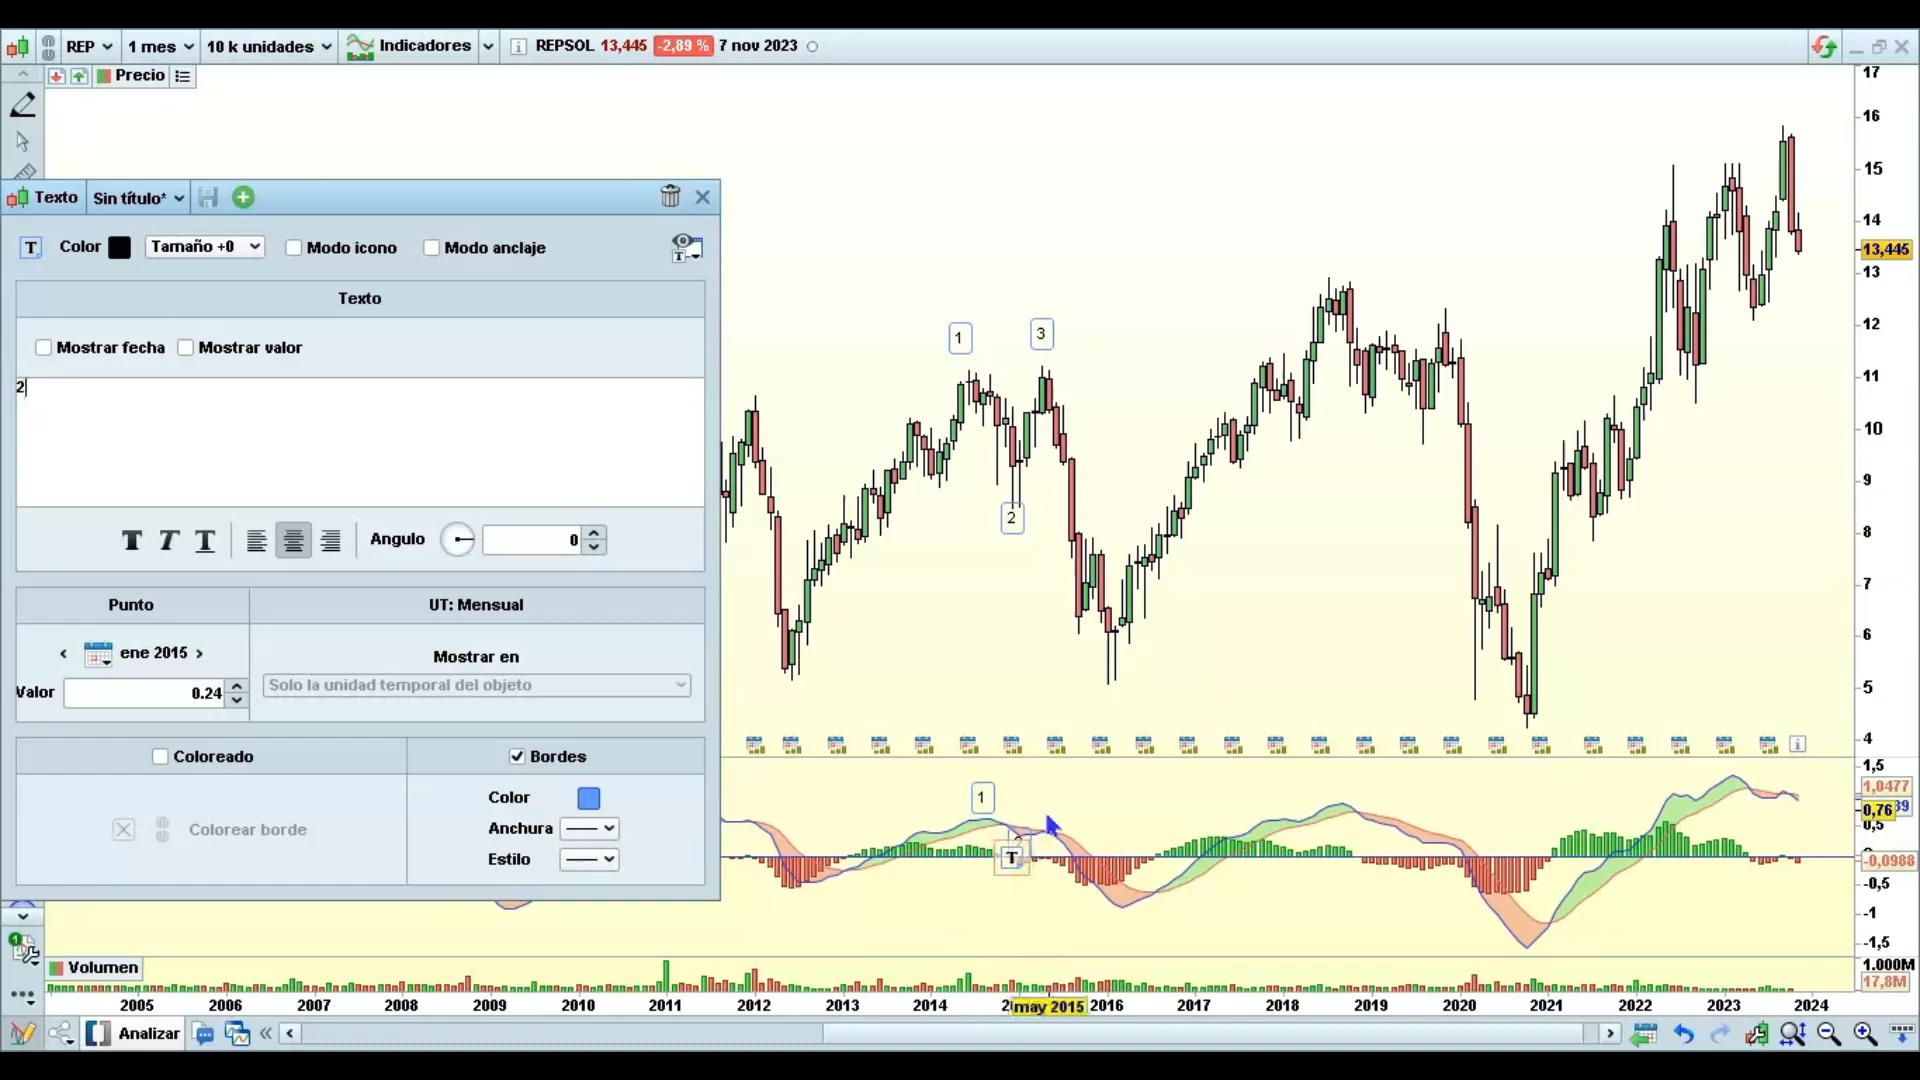 REP 1 mes 10 k unidades Indicadores REPSOL 13,445 -2,89 % 7 nov 2023
Precio
Texto Sin título*
Color Tamaño +0 Modo icono Modo anclaje
Texto
Mostrar fecha Mostrar valor
2
T T T Angulo 0
Punto UT: Mensual
ene 2015
Mostrar en
Valor 0.24 Solo la unidad temporal del objeto
Coloreado Bordes
Color
Anchura
Colorear borde
Estilo
1
3
2
1
T
17
16
15
14
13,445
13
12
11
10
9
8
7
6
5
4
1,5
1,0477
0,76
0,5
-0,0988
-0,5
-1
-1,5
1.000M
17,8M
Volumen
2005 2006 2007 2008 2009 2010 2011 2012 2013 2014 may 2015 2016 2017 2018 2019 2020 2021 2022 2023 2024
Analizar